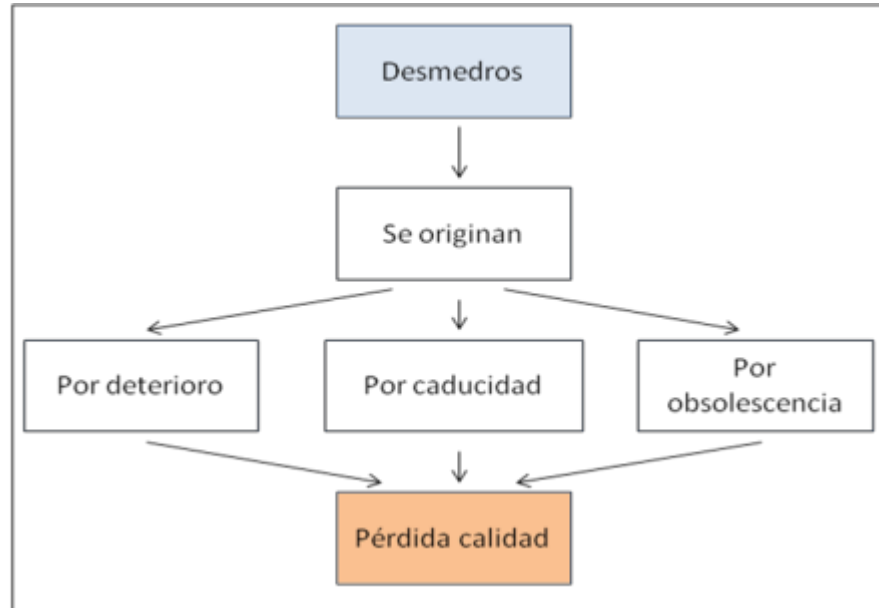 Desmedros
Se originan
Por deterioro
Por caducidad
Por
obsolescencia
Pérdida calidad